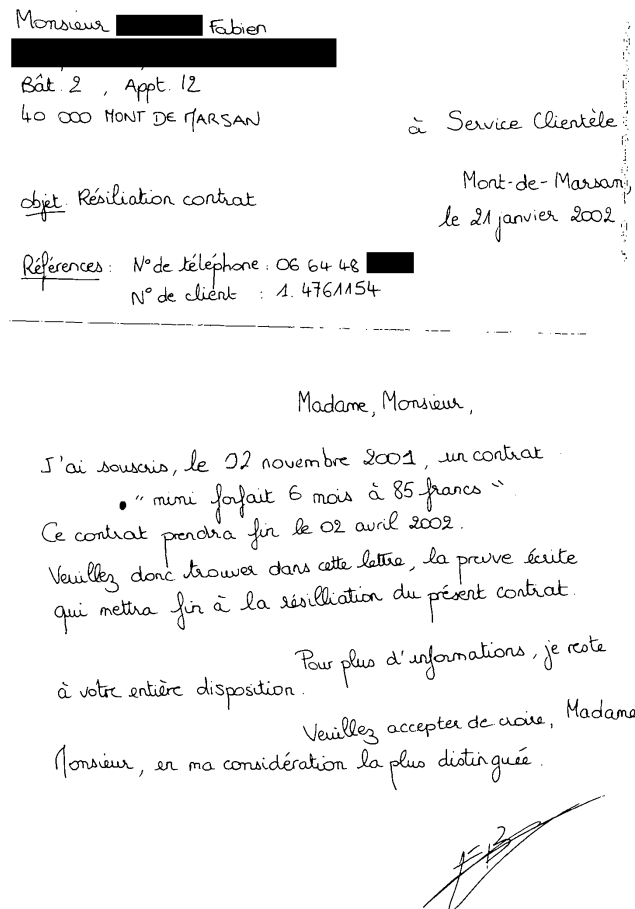 Monsieur Fabien
Bât. 2 , Appt. 12
40 000 MONT DE MARSAN
à Service Clientèle
Mont-de-Marsan,
le 21 janvier 2002
objet. Résiliation contrat
Références : N° de téléphone : 06 64 48
N° de client : 1. 4761154
Madame, Monsieur,
J'ai souscris, le 02 novembre 2001, un contrat
• " mini forfait 6 mois à 85 francs "
Ce contrat prendra fin le 02 avril 2002.
Veuillez donc trouver dans cette lettre, la preuve écrite
qui mettra fin à la résilliation du présent contrat.
Pour plus d'informations, je reste
à votre entière disposition.
Veuillez accepter de croire, Madame
Monsieur, en ma considération la plus distinguée.